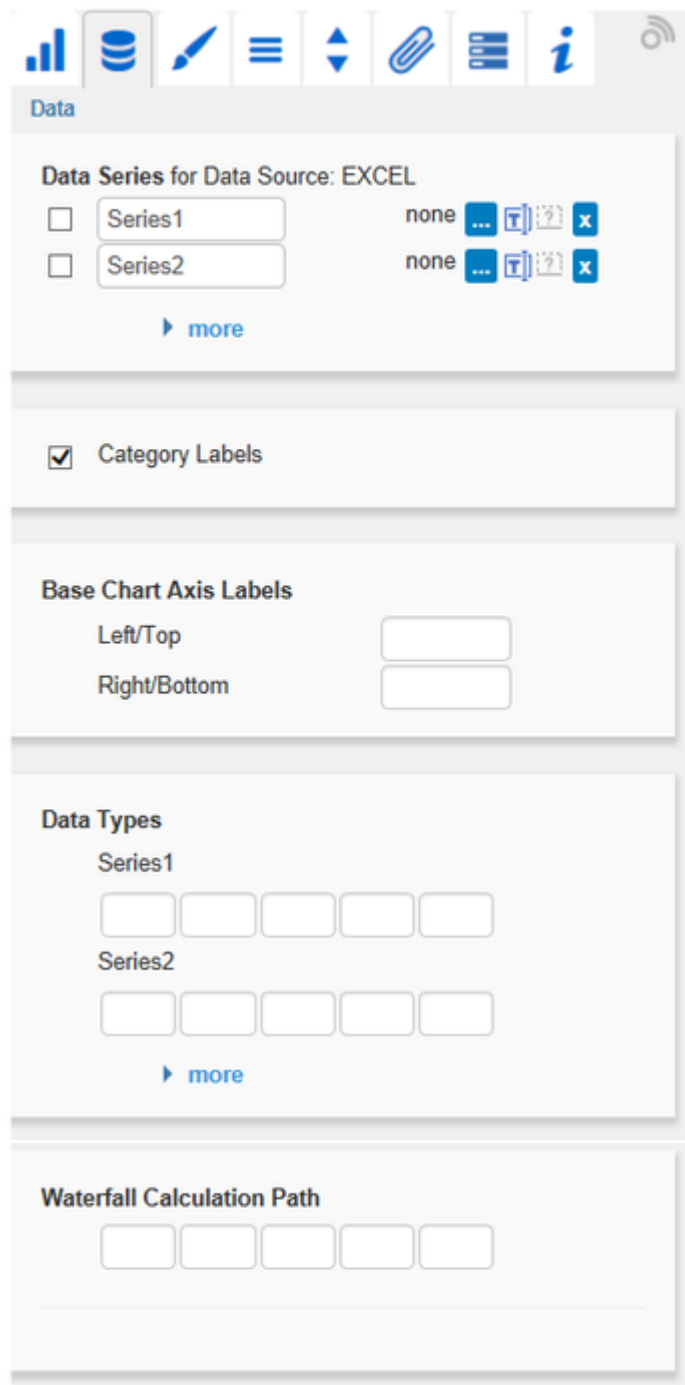 Data
Data Series for Data Source: EXCEL
Series1 none ... T ? x
Series2 none ... T ? x
more
Category Labels
Base Chart Axis Labels
Left/Top
Right/Bottom
Data Types
Series1
Series2
more
Waterfall Calculation Path